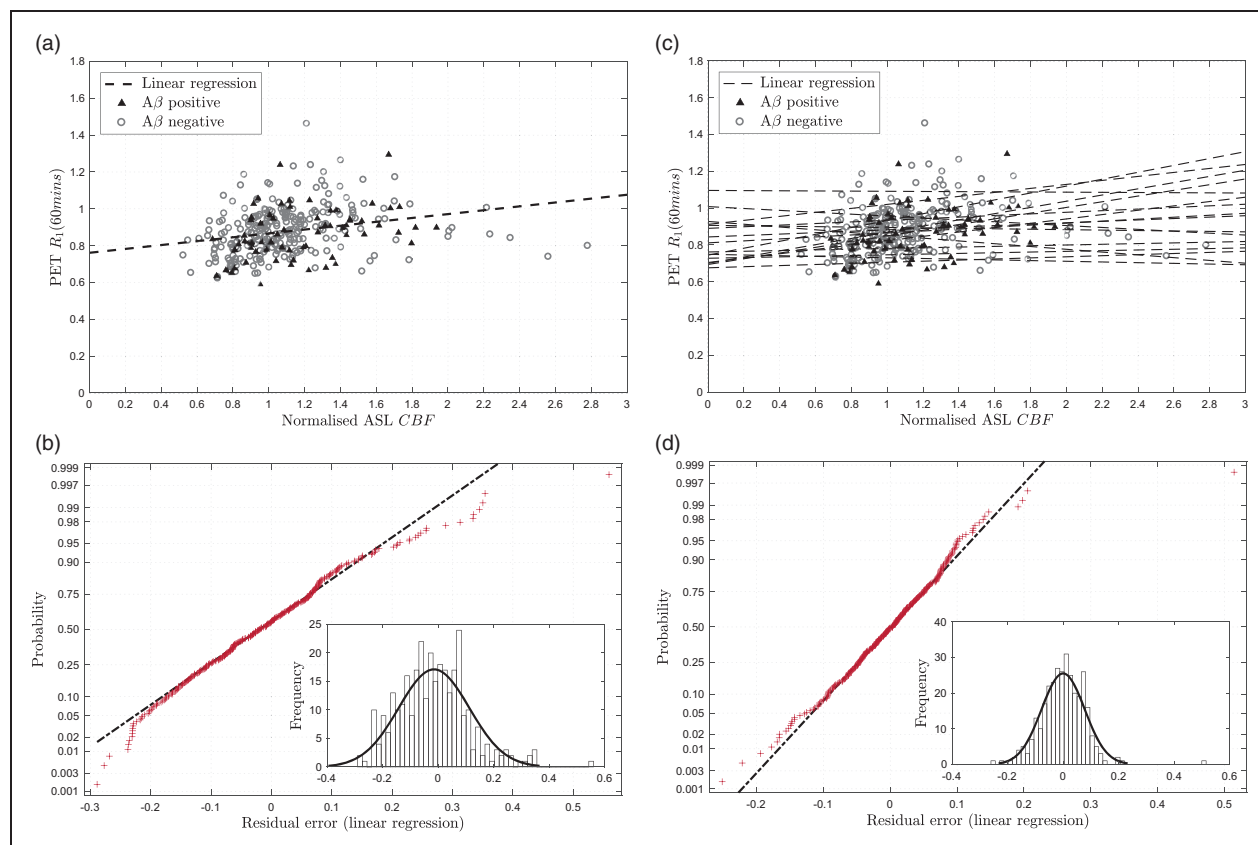 (a)
1.8
1.6
1.4
1.2
1
0.8
0.6
0.4
0.2
0
PET R₁(60mins)
Linear regression
Aβ positive
Aβ negative
0 0.2 0.4 0.6 0.8 1 1.2 1.4 1.6 1.8 2 2.2 2.4 2.6 2.8 3
Normalised ASL CBF
(c)
1.8
1.6
1.4
1.2
1
0.8
0.6
0.4
0.2
0
PET R₁(60mins)
Linear regression
Aβ positive
Aβ negative
0 0.2 0.4 0.6 0.8 1 1.2 1.4 1.6 1.8 2 2.2 2.4 2.6 2.8 3
Normalised ASL CBF
(b)
0.999
0.997
0.99
0.98
0.95
0.90
0.75
0.50
0.25
0.10
0.05
0.02
0.01
0.003
0.001
Probability
25
20
15
10
5
0
Frequency
-0.4 -0.2 0 0.2 0.4 0.6
-0.3 -0.2 -0.1 0 0.1 0.2 0.3 0.4 0.5
Residual error (linear regression)
(d)
0.999
0.997
0.99
0.98
0.95
0.90
0.75
0.50
0.25
0.10
0.05
0.02
0.01
0.003
0.001
Probability
40
30
20
10
0
Frequency
-0.4 -0.2 0 0.2 0.4 0.6
-0.2 -0.1 0 0.1 0.2 0.3 0.4 0.5
Residual error (linear regression)